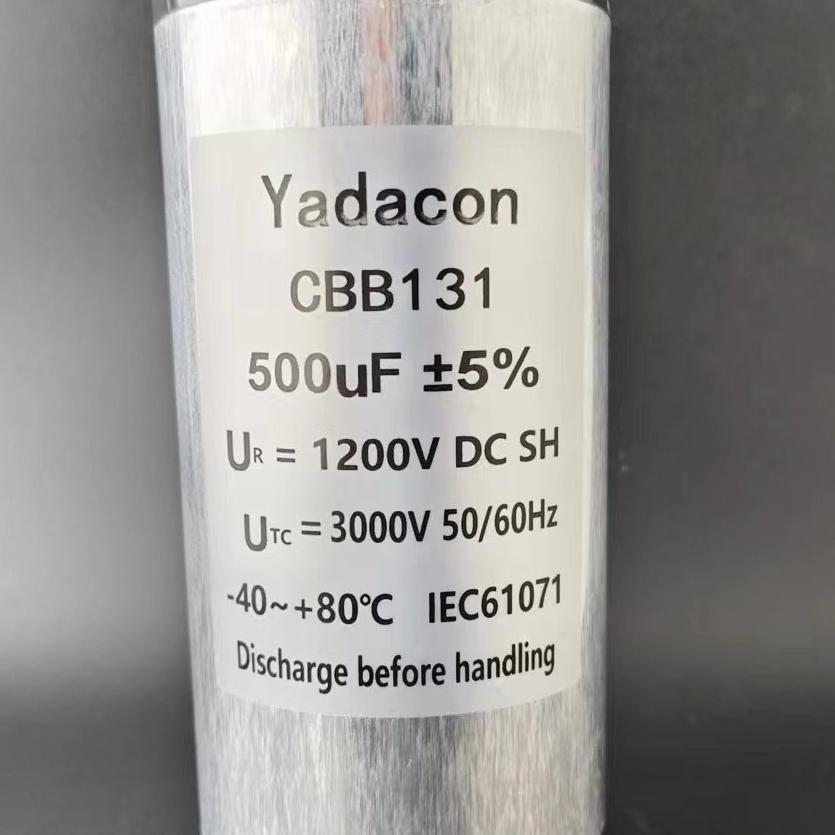 Yadacon
CBB131
500uF ±5%
UR = 1200V DC SH
UTC = 3000V 50/60Hz
-40~+80℃ IEC61071
Discharge before handling